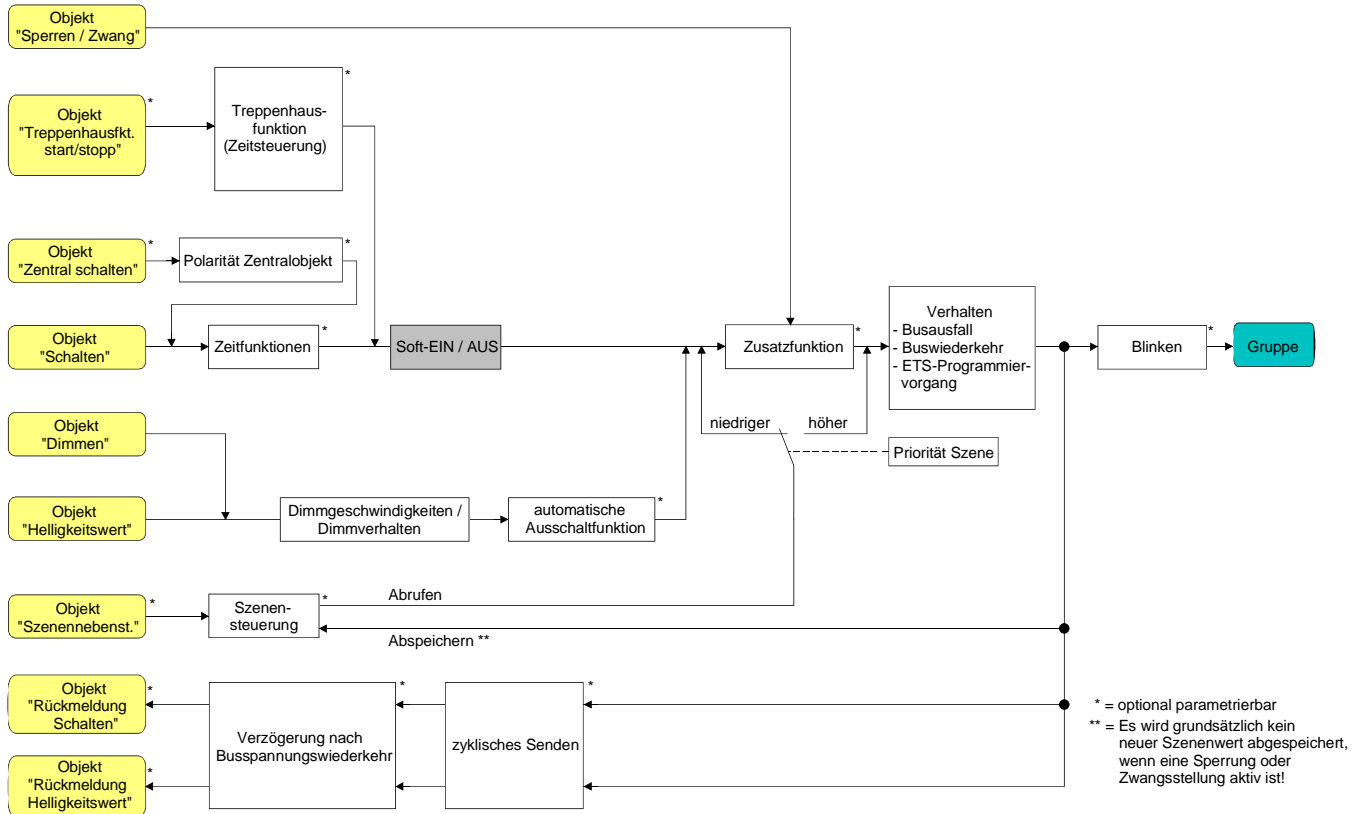 Objekt
"Sperren / Zwang"
*
Objekt
"Treppenhausfkt.
start/stopp"
*
Treppenhaus-
funktion
(Zeitsteuerung)
*
Objekt
"Zentral schalten"
*
Polarität Zentralobjekt
*
Objekt
"Schalten"
Zeitfunktionen
*
Soft-EIN / AUS
Zusatzfunktion
*
Verhalten
- Busausfall
- Buswiederkehr
- ETS-Programmier-
vorgang
Blinken
*
Gruppe
niedriger
höher
Priorität Szene
Objekt
"Dimmen"
Objekt
"Helligkeitswert"
Dimmgeschwindigkeiten /
Dimmverhalten
automatische
Ausschaltfunktion
*
Objekt
"Szenennebenst."
*
Szenen-
steuerung
*
Abrufen
Abspeichern **
Objekt
"Rückmeldung
Schalten"
*
Verzögerung nach
Busspannungswiederkehr
*
zyklisches Senden
*
Objekt
"Rückmeldung
Helligkeitswert"
*
* = optional parametrierbar
** = Es wird grundsätzlich kein
neuer Szenenwert abgespeichert,
wenn eine Sperrung oder
Zwangsstellung aktiv ist!